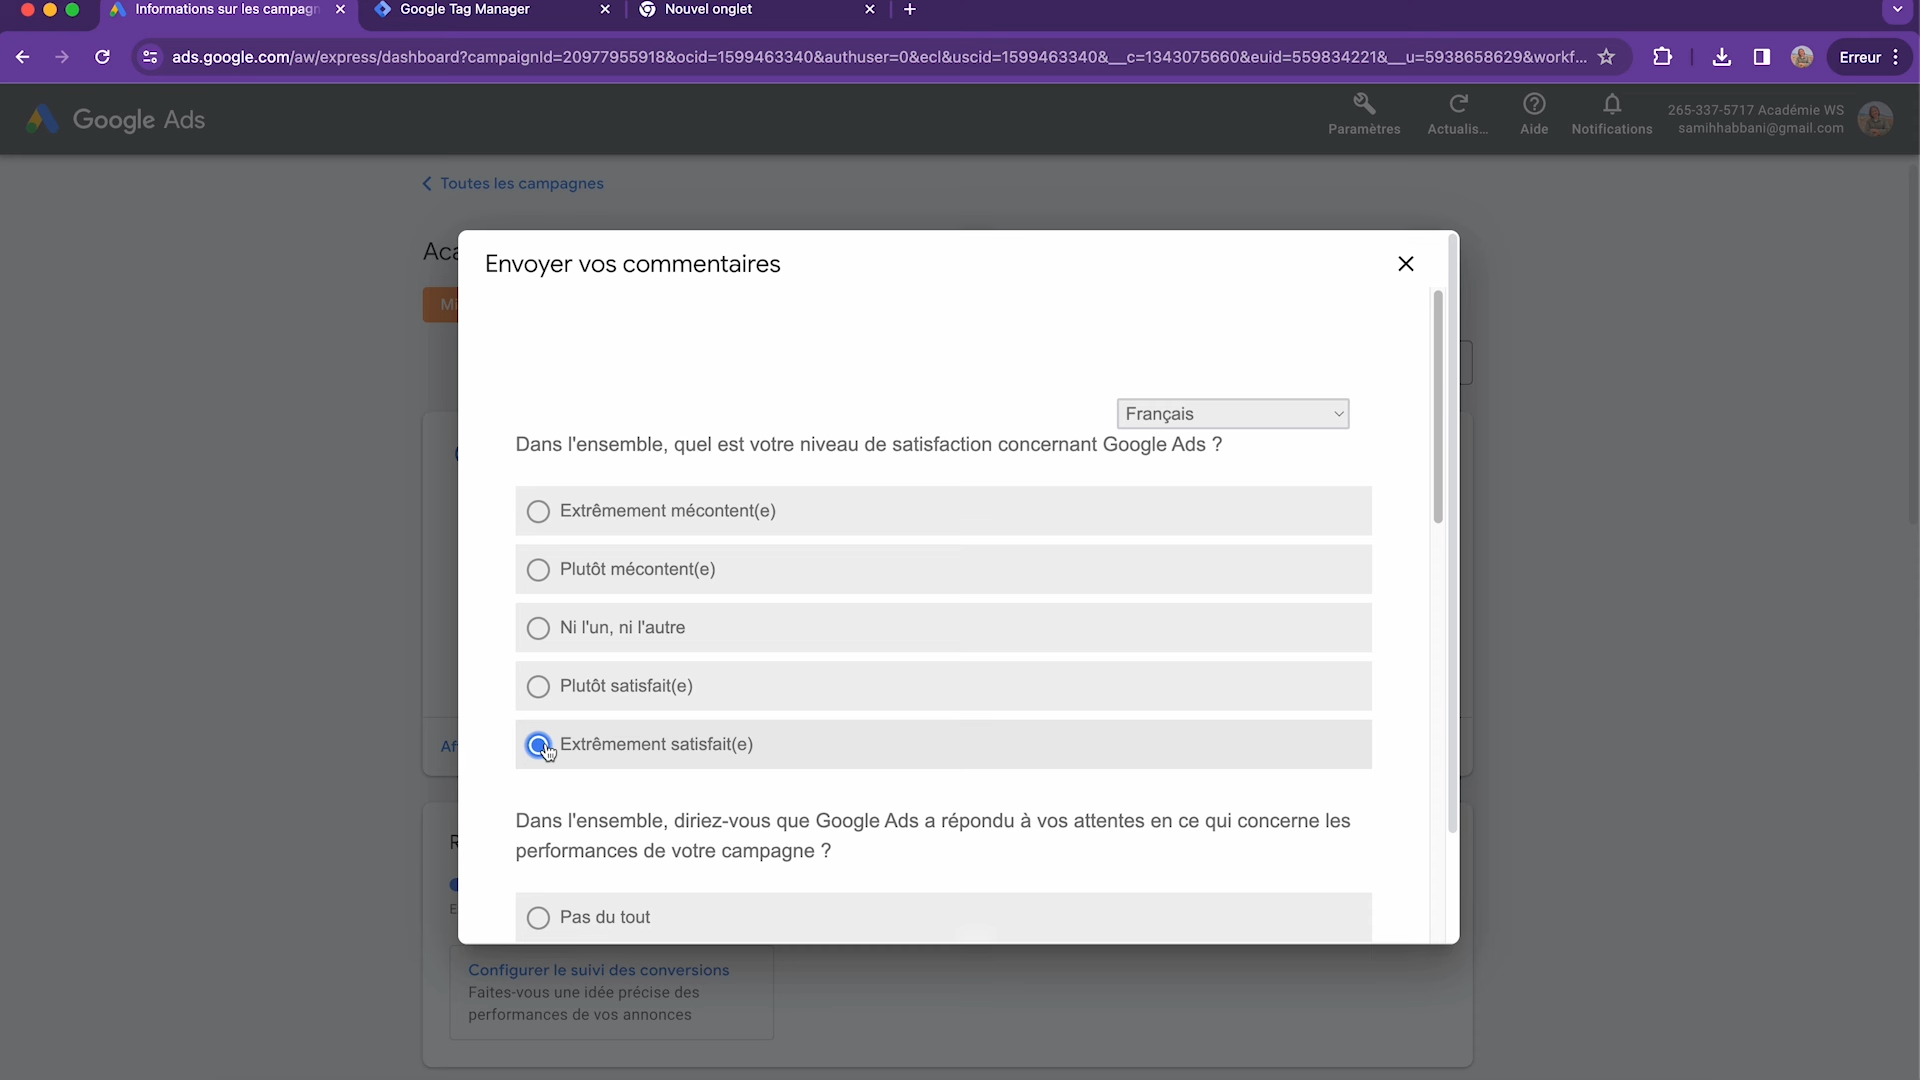 Informations sur les campagn
Google Tag Manager
Nouvel onglet
ads.google.com/aw/express/dashboard?campaignId=20977955918&ocid=1599463340&authuser=0&ecl&uscid=1599463340&__c=1343075660&euid=559834221&__u=5938658629&workf...
Erreur
Google Ads
Paramètres
Actualis...
Aide
Notifications
265-337-5717 Académie WS
samihhabbani@gmail.com
Toutes les campagnes
Aca
Mi
Envoyer vos commentaires
Français
Dans l'ensemble, quel est votre niveau de satisfaction concernant Google Ads ?
Extrêmement mécontent(e)
Plutôt mécontent(e)
Ni l'un, ni l'autre
Plutôt satisfait(e)
Extrêmement satisfait(e)
Af
Dans l'ensemble, diriez-vous que Google Ads a répondu à vos attentes en ce qui concerne les
performances de votre campagne ?
R
E
Pas du tout
Configurer le suivi des conversions
Faites-vous une idée précise des
performances de vos annonces